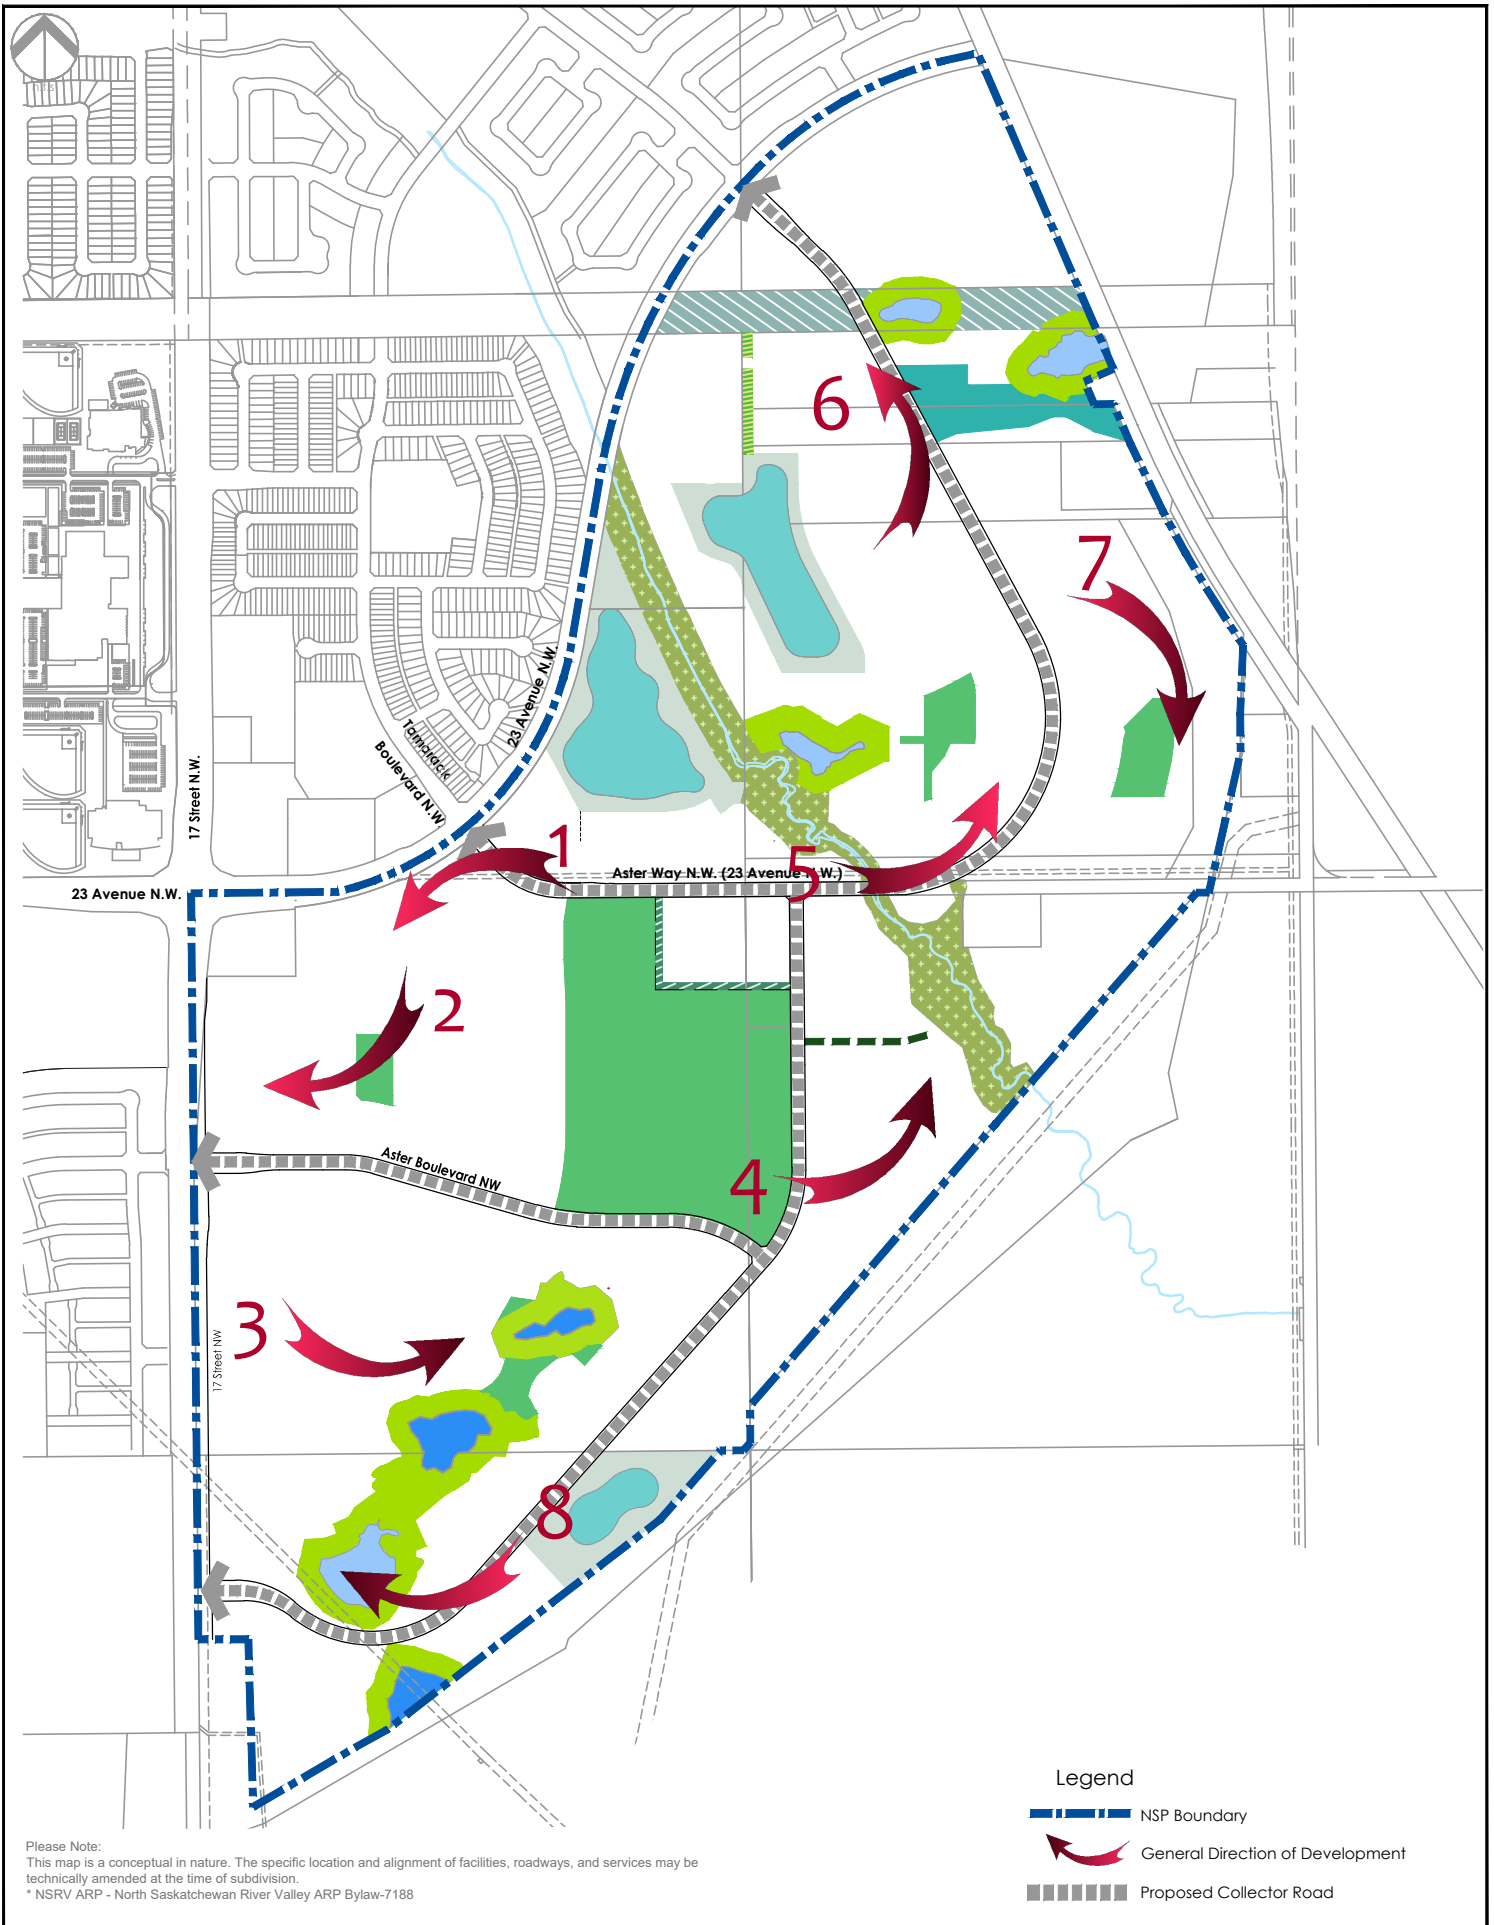 n.t.s
6
7
Tamarack
Boulevard N.W.
23 Avenue N.W.
17 Street N.W.
1
5
Aster Way N.W. (23 Avenue N.W.)
23 Avenue N.W.
2
Aster Boulevard NW
4
3
17 Street NW
8
Legend
NSP Boundary
General Direction of Development
Proposed Collector Road
Please Note:
This map is a conceptual in nature. The specific location and alignment of facilities, roadways, and services may be
technically amended at the time of subdivision.
* NSRV ARP - North Saskatchewan River Valley ARP Bylaw-7188